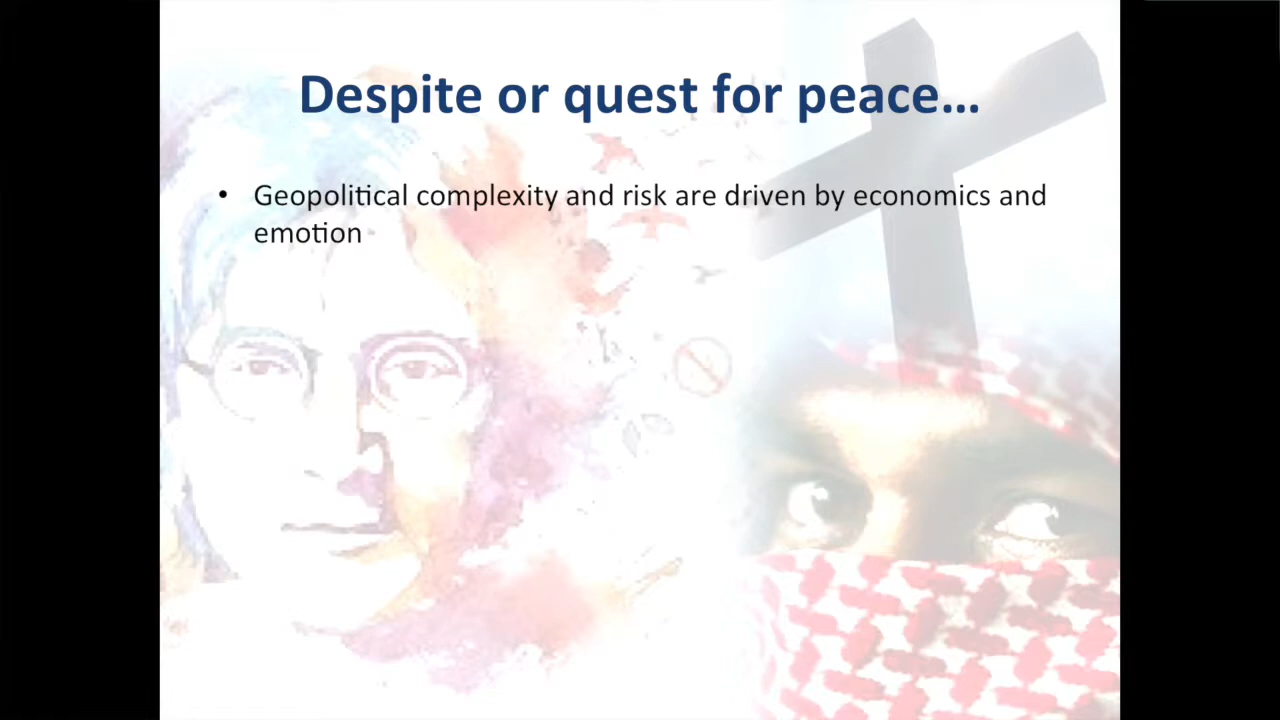 Despite or quest for peace…
• Geopolitical complexity and risk are driven by economics and
emotion